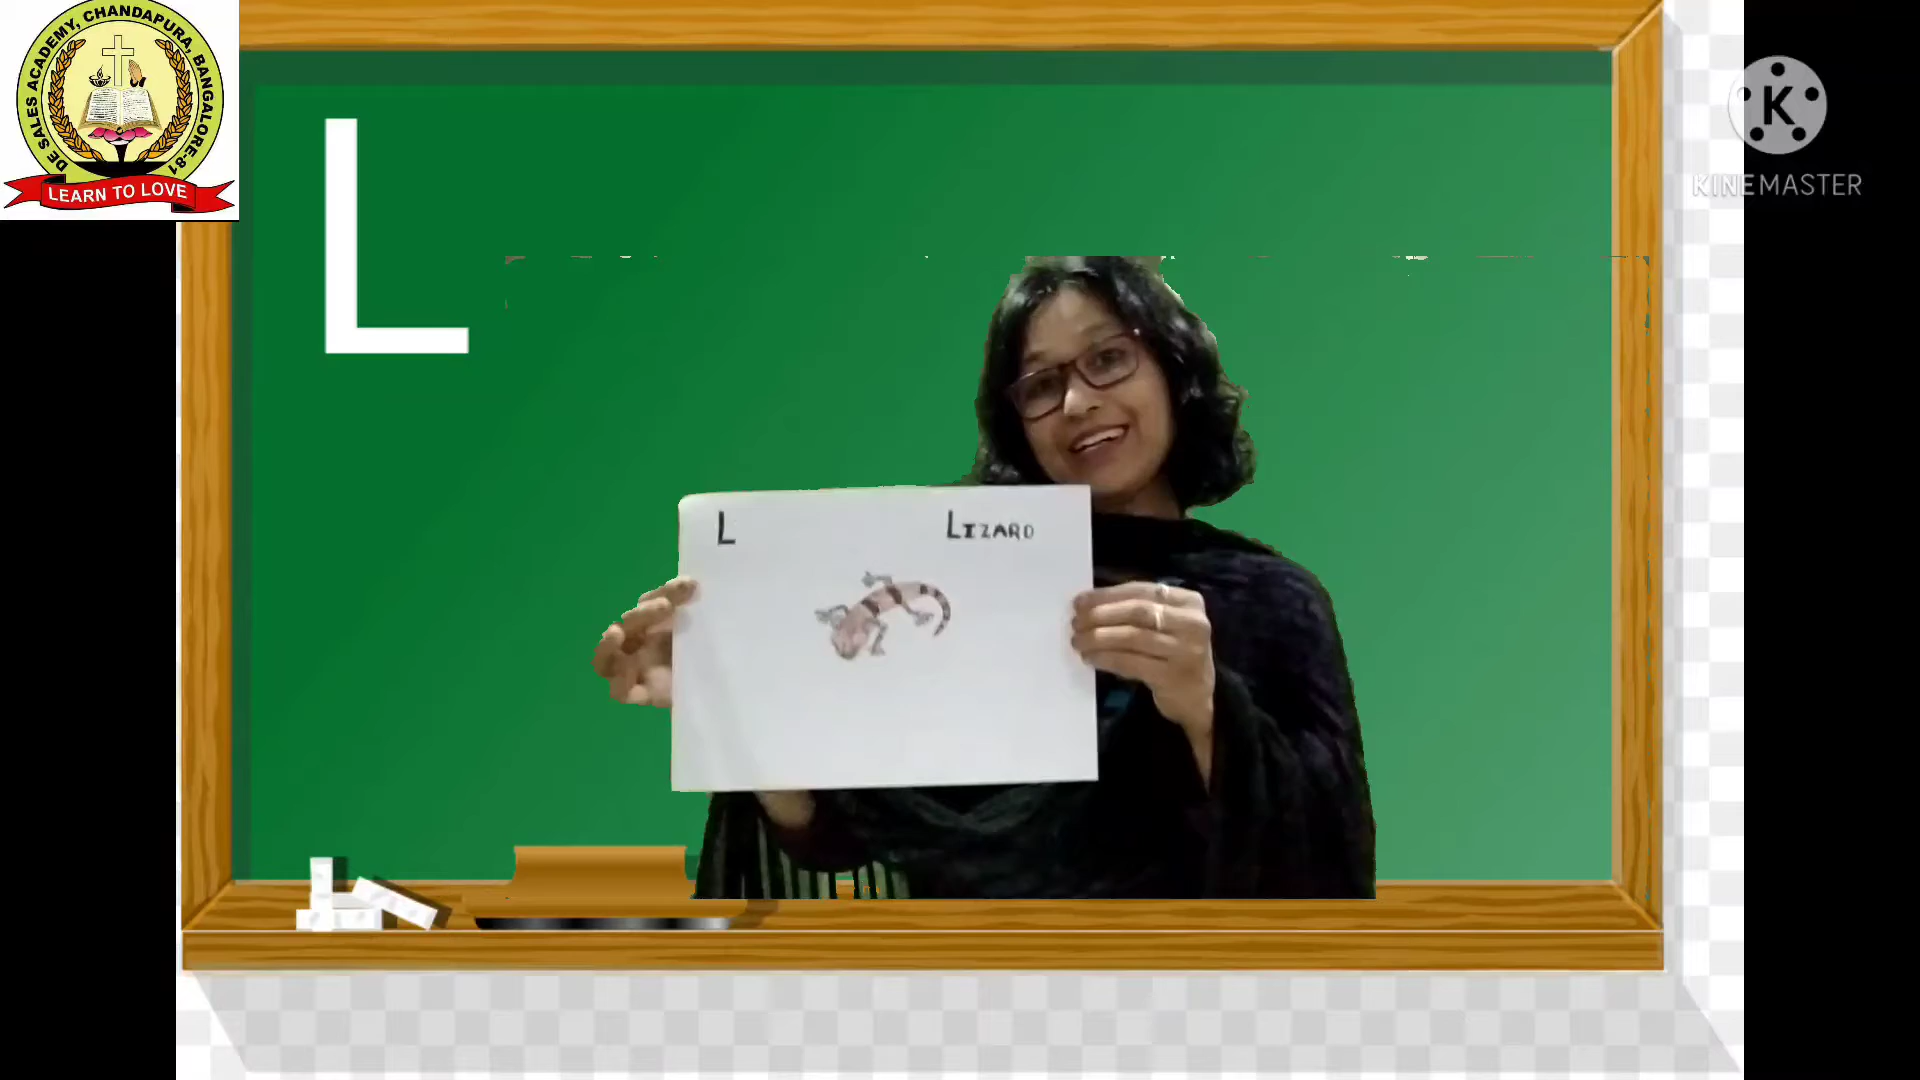 DE SALES ACADEMY, CHANDAPURA, BANGALORE-81
LEARN TO LOVE
L
K
KINEMASTER
L LIZARD